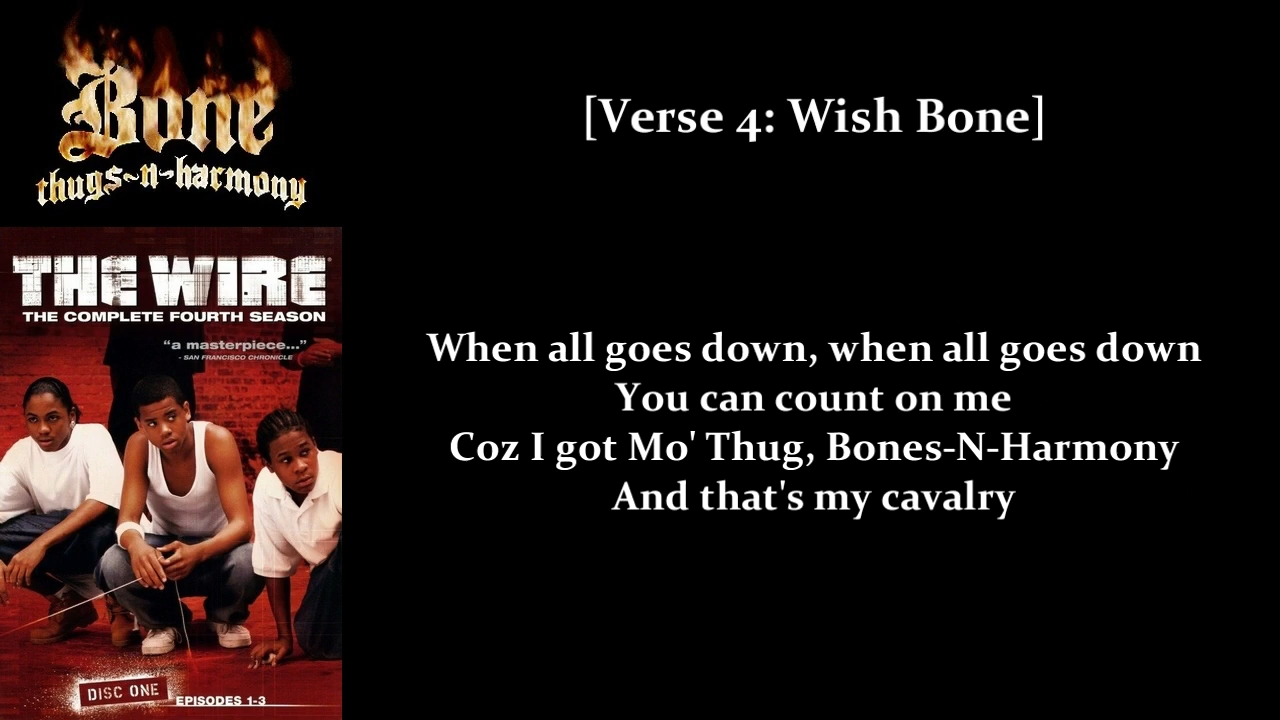 Bone
thugs~n~harmony
THE WIRE
THE COMPLETE FOURTH SEASON
“a masterpiece...”
- SAN FRANCISCO CHRONICLE
DISC ONE
EPISODES 1-3
[Verse 4: Wish Bone]
When all goes down, when all goes down
You can count on me
Coz I got Mo' Thug, Bones-N-Harmony
And that's my cavalry